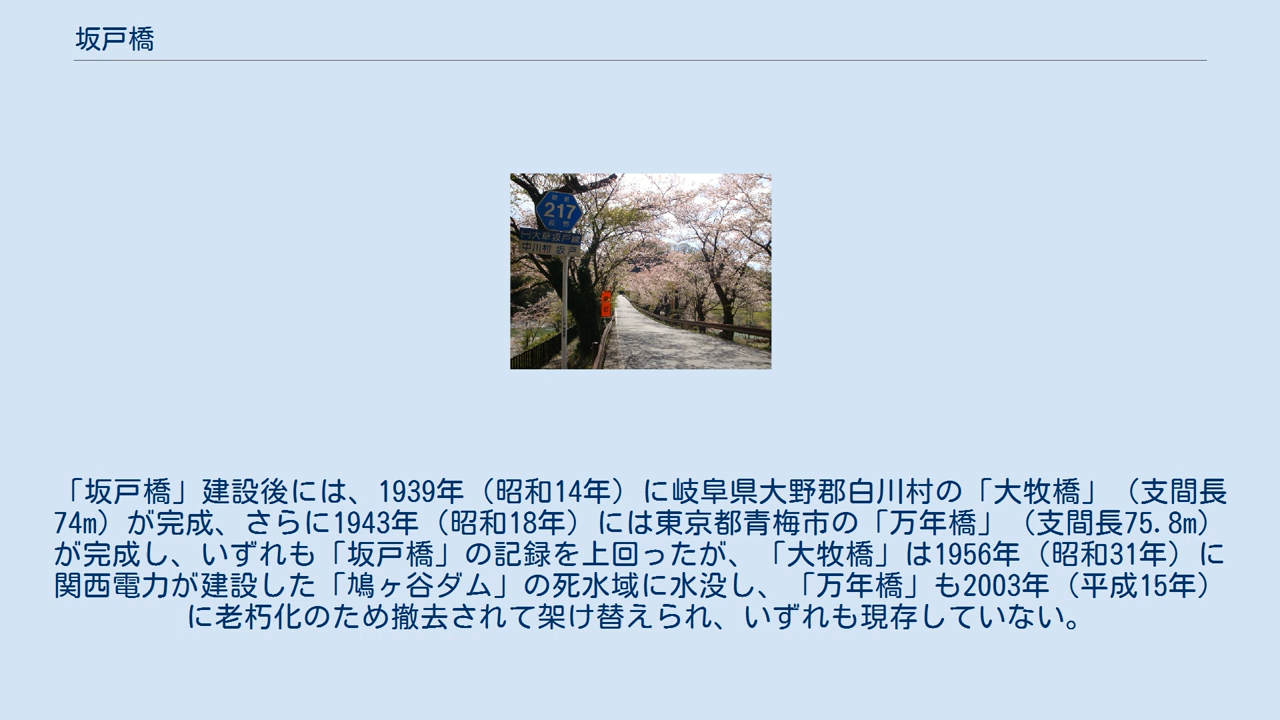 坂戸橋
217
大草坂戸線
中川村 坂戸
「坂戸橋」建設後には、1939年（昭和14年）に岐阜県大野郡白川村の「大牧橋」（支間長
74m）が完成、さらに1943年（昭和18年）には東京都青梅市の「万年橋」（支間長75.8m）
が完成し、いずれも「坂戸橋」の記録を上回ったが、「大牧橋」は1956年（昭和31年）に
関西電力が建設した「鳩ヶ谷ダム」の死水域に水没し、「万年橋」も2003年（平成15年）
に老朽化のため撤去されて架け替えられ、いずれも現存していない。